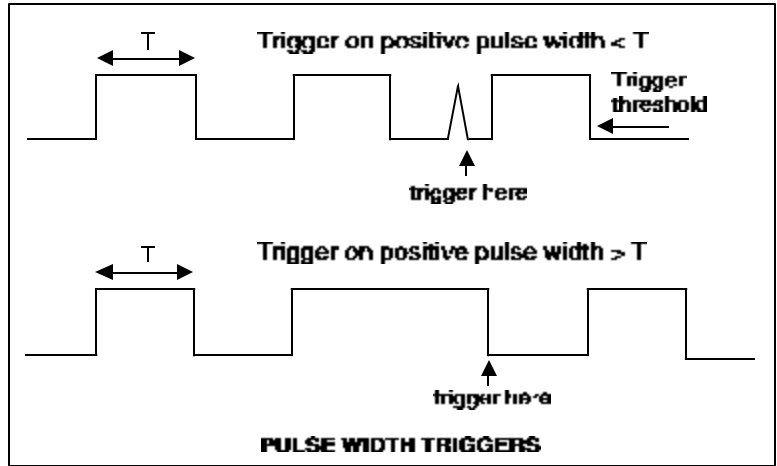 T
Trigger on positive pulse width < T
Trigger
threshold
trigger here
T
Trigger on positive pulse width > T
trigger here
PULSE WIDTH TRIGGERS